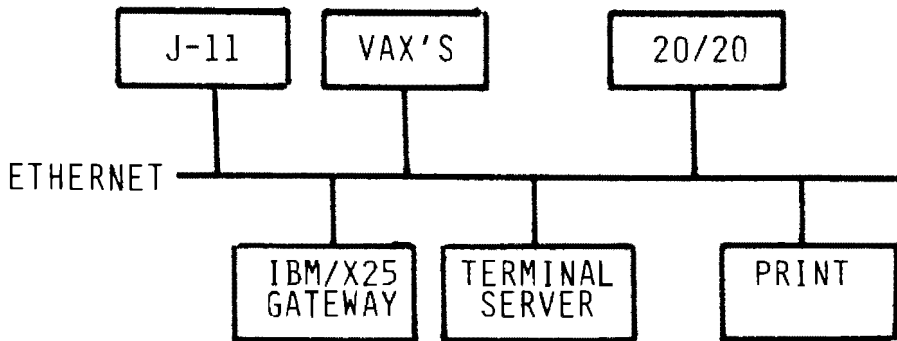 J-11
VAX'S
20/20
ETHERNET
IBM/X25
GATEWAY
TERMINAL
SERVER
PRINT